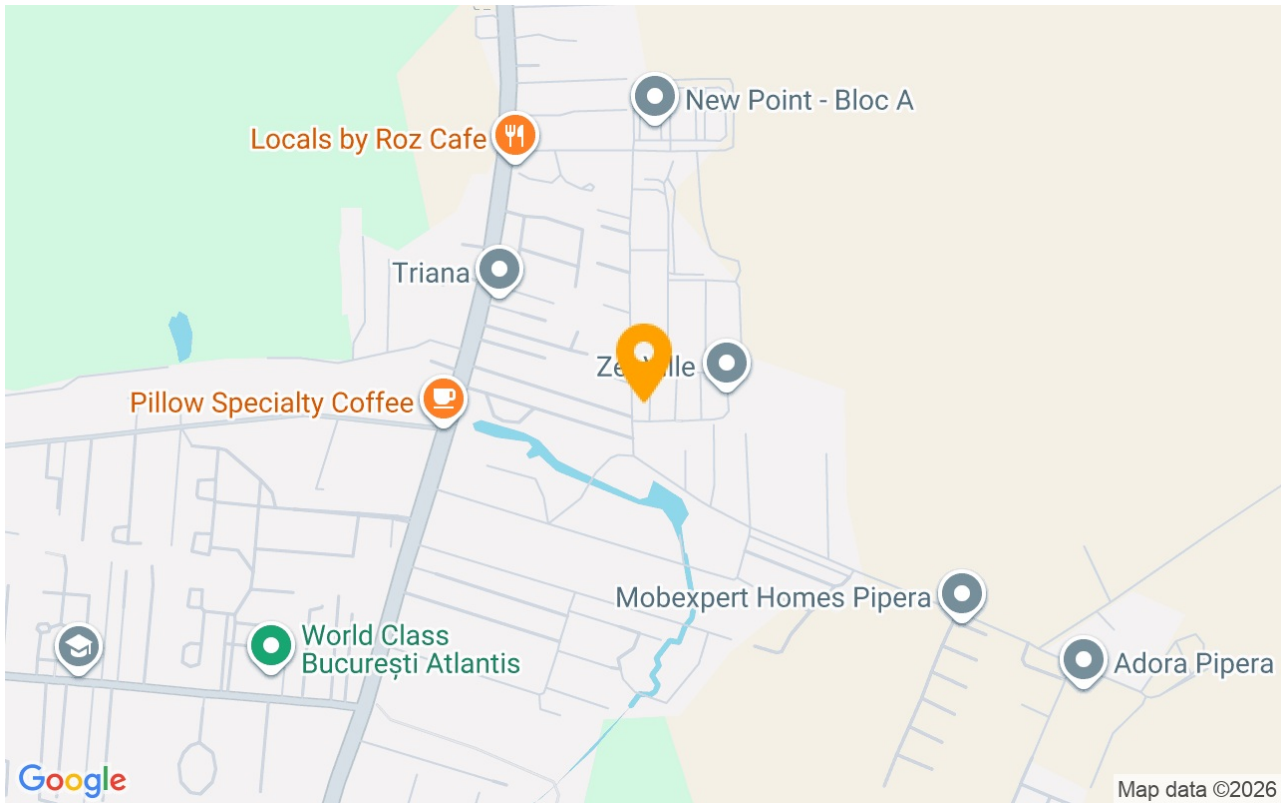 New Point - Bloc A
Locals by Roz Cafe
Triana
Pillow Specialty Coffee
Mobexpert Homes Pipera
World Class
București Atlantis
Adora Pipera
Google
Map data ©2026